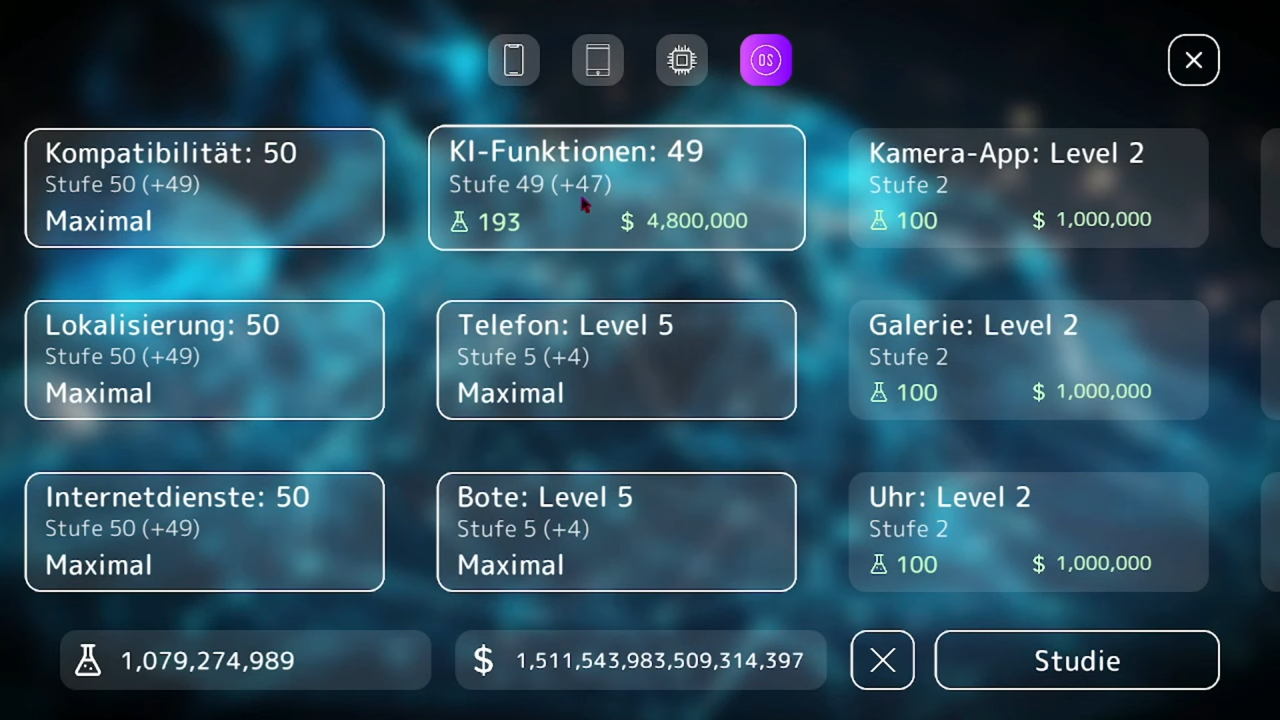 OS
Kompatibilität: 50
Stufe 50 (+49)
Maximal
KI-Funktionen: 49
Stufe 49 (+47)
193
$ 4,800,000
Kamera-App: Level 2
Stufe 2
100
$ 1,000,000
Lokalisierung: 50
Stufe 50 (+49)
Maximal
Telefon: Level 5
Stufe 5 (+4)
Maximal
Galerie: Level 2
Stufe 2
100
$ 1,000,000
Internetdienste: 50
Stufe 50 (+49)
Maximal
Bote: Level 5
Stufe 5 (+4)
Maximal
Uhr: Level 2
Stufe 2
100
$ 1,000,000
1,079,274,989
$ 1,511,543,983,509,314,397
Studie